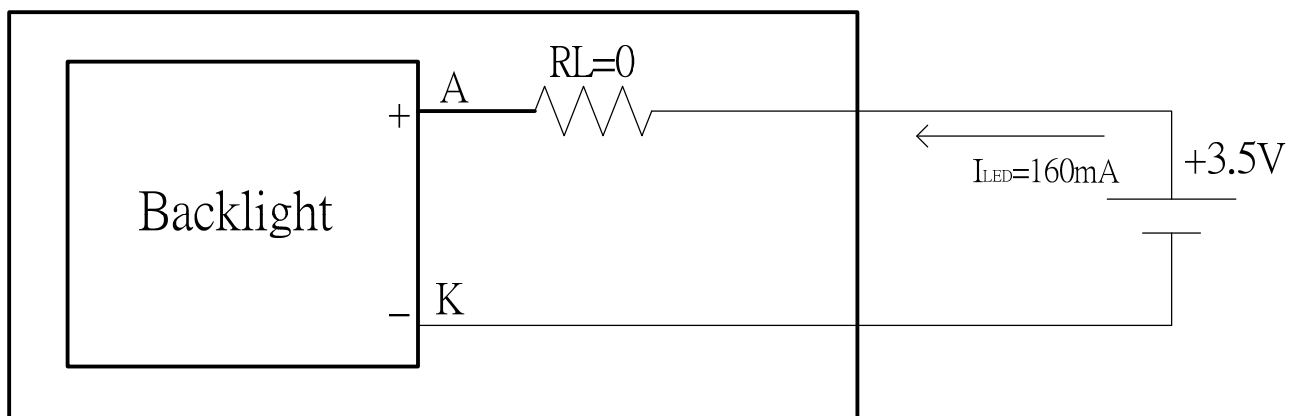 RL=0
+ A
+3.5V
ILED=160mA
Backlight
− K